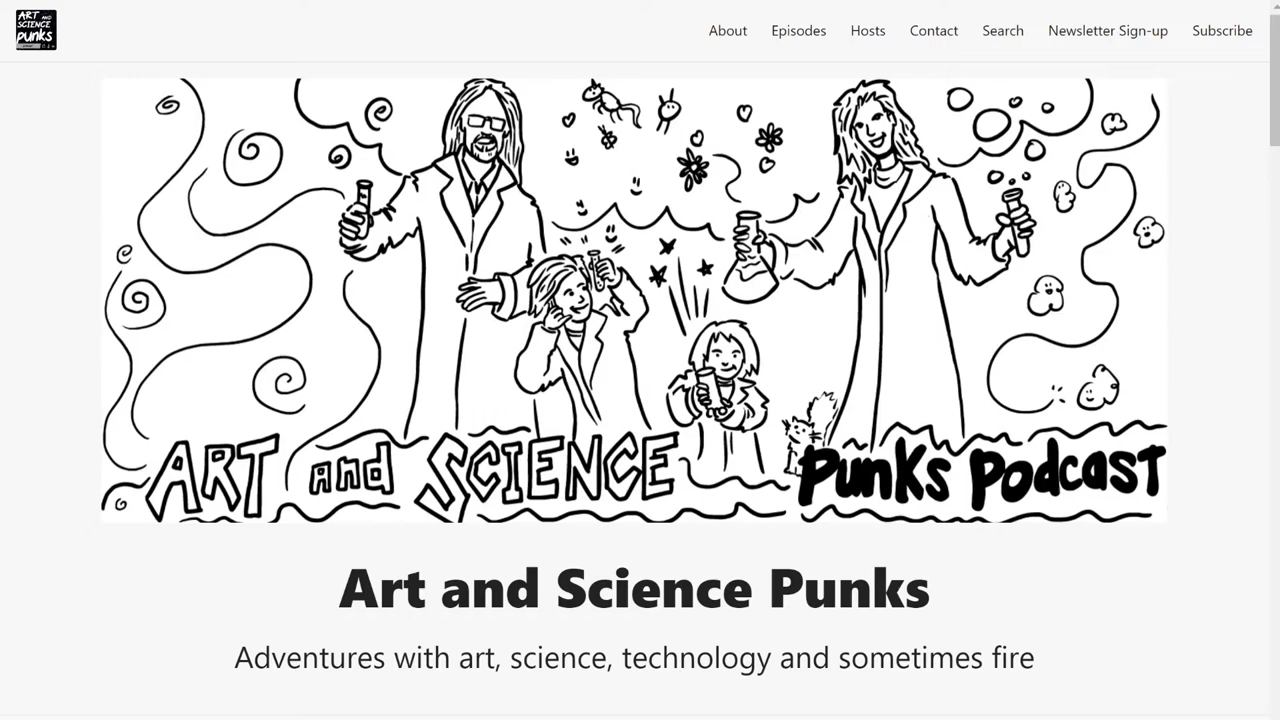 ART AND
SCIENCE
punks
About
Episodes
Hosts
Contact
Search
Newsletter Sign-up
Subscribe
ART and SCIENCE Punks Podcast
Art and Science Punks
Adventures with art, science, technology and sometimes fire